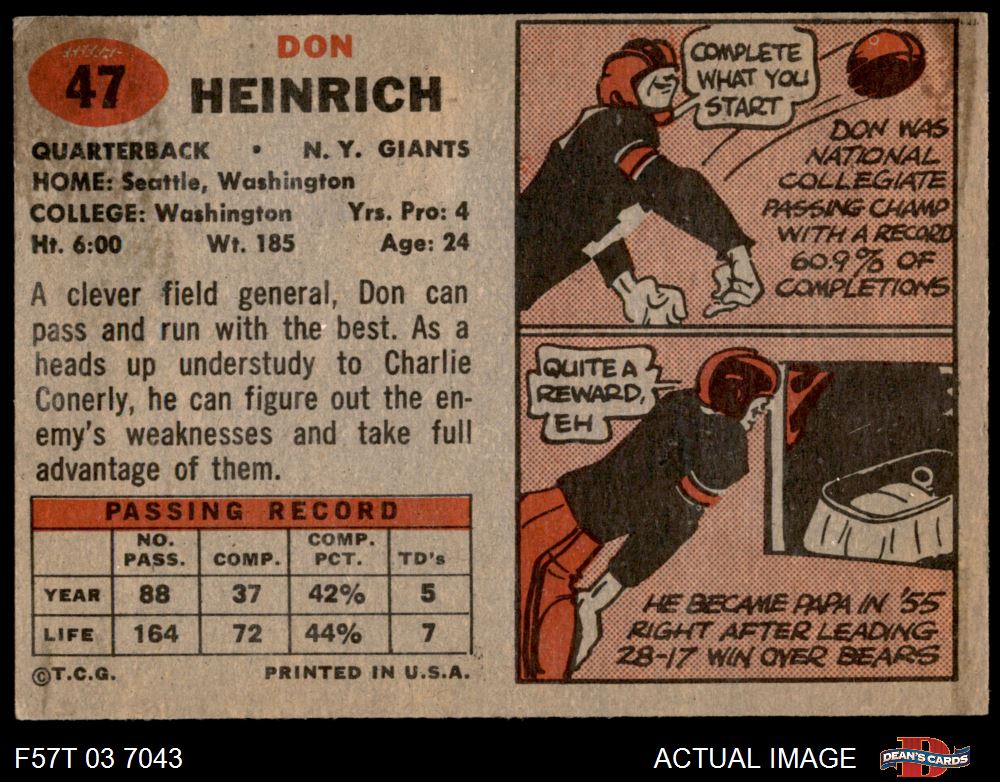 47
DON
HEINRICH
QUARTERBACK • N. Y. GIANTS
HOME: Seattle, Washington
COLLEGE: Washington Yrs. Pro: 4
Ht. 6:00 Wt. 185 Age: 24
A clever field general, Don can
pass and run with the best. As a
heads up understudy to Charlie
Conerly, he can figure out the en-
emy's weaknesses and take full
advantage of them.
PASSING RECORD
NO. PASS. COMP. COMP. PCT. TD's
YEAR 88 37 42% 5
LIFE 164 72 44% 7
©T.C.G. PRINTED IN U.S.A.
COMPLETE
WHAT YOU
START
DON WAS
NATIONAL
COLLEGIATE
PASSING CHAMP
WITH A RECORD
60.9% OF
COMPLETIONS
QUITE A
REWARD,
EH
HE BECAME PAPA IN '55
RIGHT AFTER LEADING
28-17 WIN OVER BEARS
F57T 03 7043 ACTUAL IMAGE DEAN'S CARDS